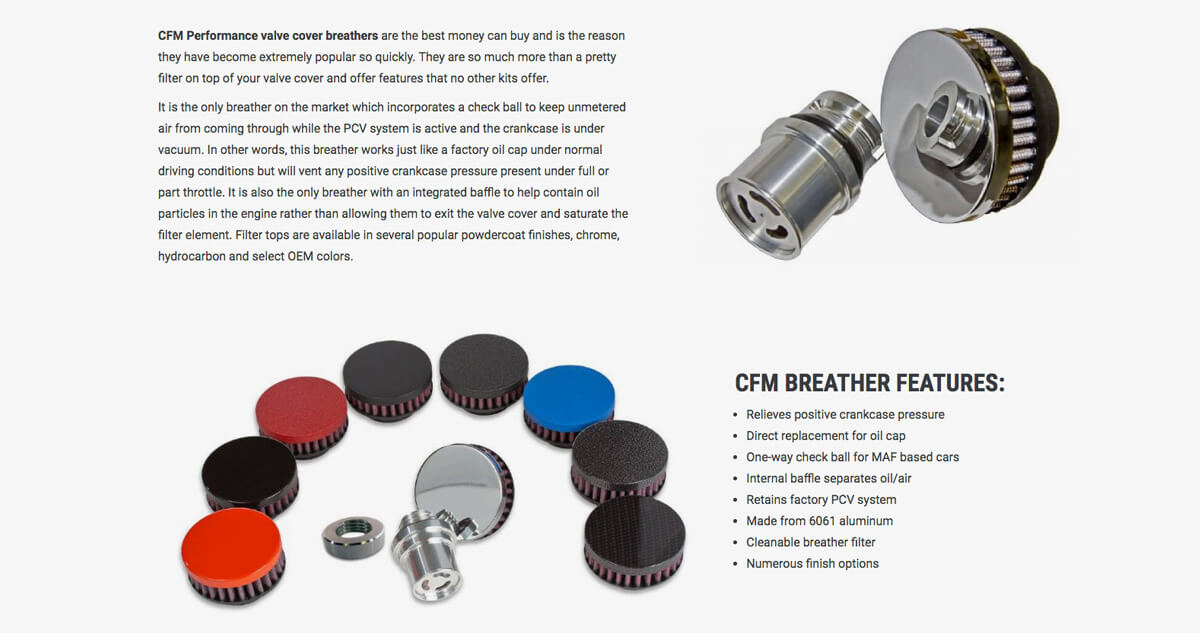 CFM Performance valve cover breathers are the best money can buy and is the reason
they have become extremely popular so quickly. They are so much more than a pretty
filter on top of your valve cover and offer features that no other kits offer.
It is the only breather on the market which incorporates a check ball to keep unmetered
air from coming through while the PCV system is active and the crankcase is under
vacuum. In other words, this breather works just like a factory oil cap under normal
driving conditions but will vent any positive crankcase pressure present under full or
part throttle. It is also the only breather with an integrated baffle to help contain oil
particles in the engine rather than allowing them to exit the valve cover and saturate the
filter element. Filter tops are available in several popular powdercoat finishes, chrome,
hydrocarbon and select OEM colors.
CFM BREATHER FEATURES:
• Relieves positive crankcase pressure
• Direct replacement for oil cap
• One-way check ball for MAF based cars
• Internal baffle separates oil/air
• Retains factory PCV system
• Made from 6061 aluminum
• Cleanable breather filter
• Numerous finish options